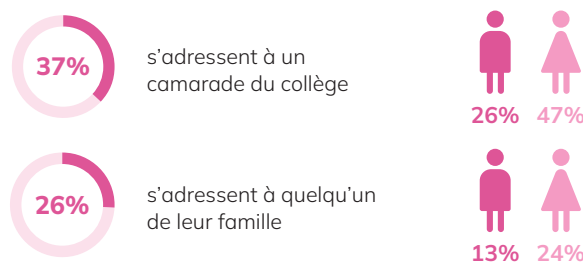 37%
s’adressent à un
camarade du collège
26% 47%
26%
s’adressent à quelqu’un
de leur famille
13% 24%